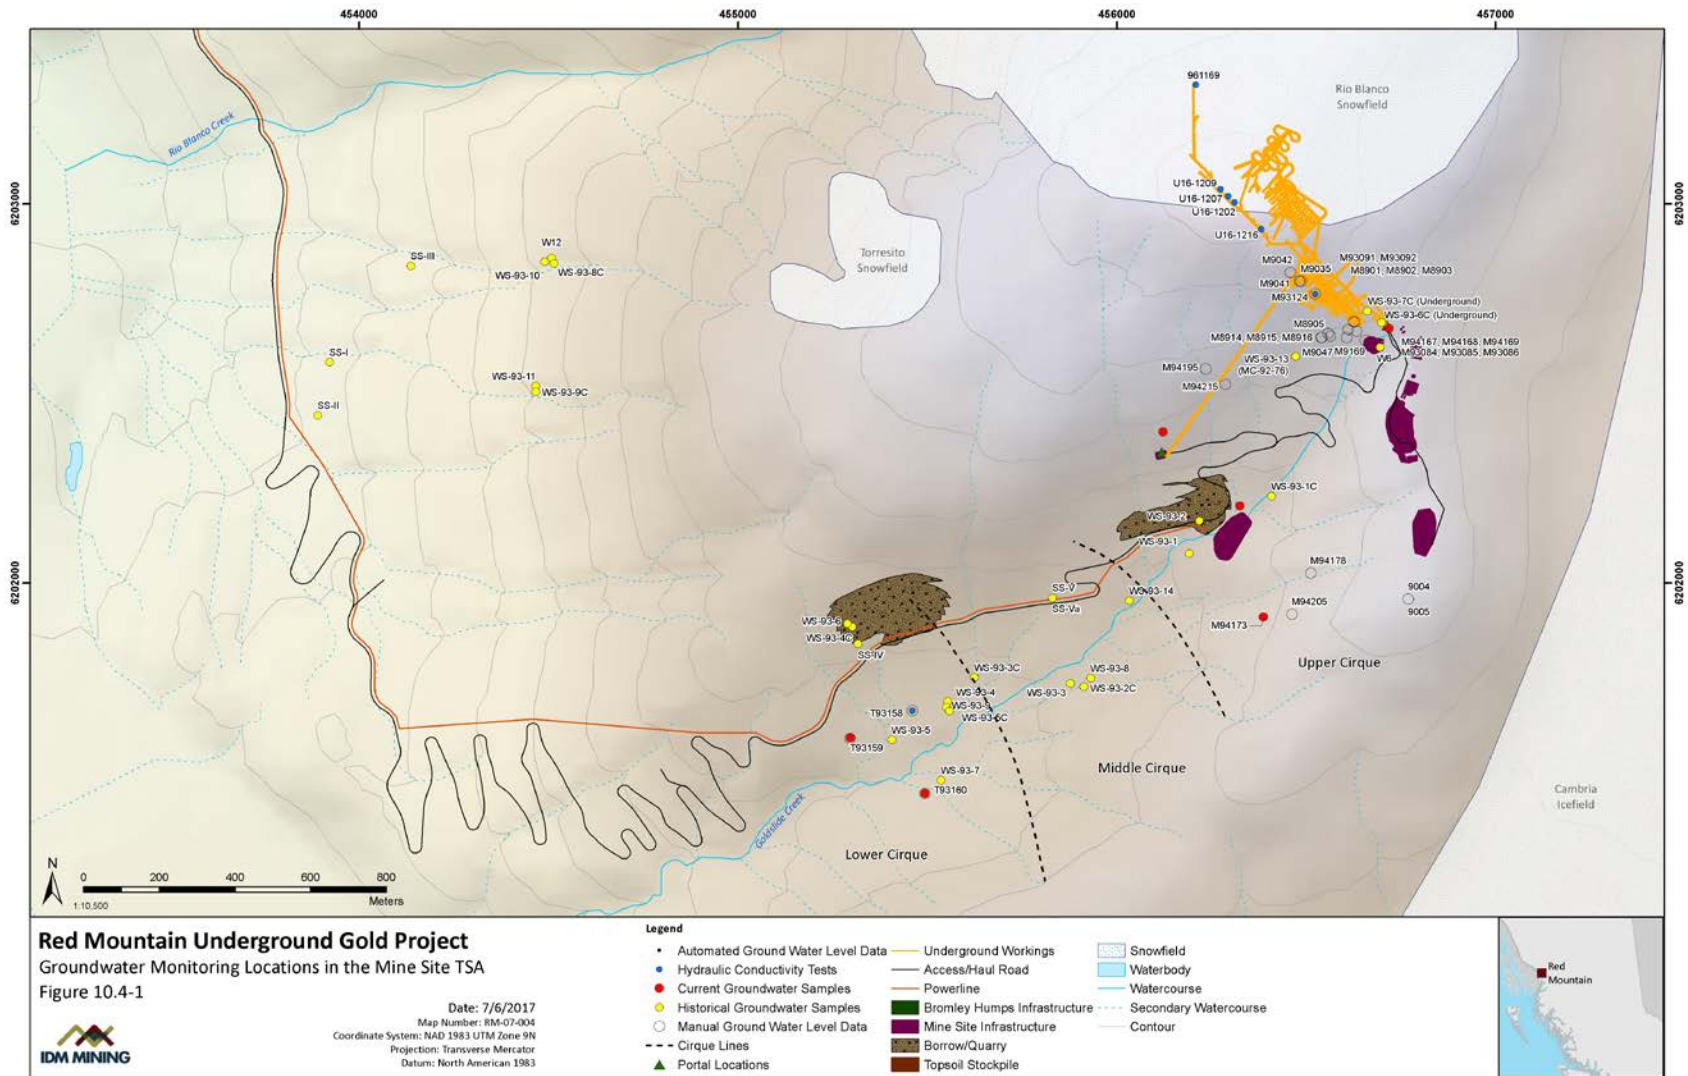 454000
455000
456000
457000
6203000
6203000
6202000
6202000
961169
Rio Blanco
Snowfield
Rio Blanco Creek
U16-1209
U16-1207
U16-1202
U16-1216
W12
SS-III
WS-93-10
WS-93-8C
Torresito
Snowfield
M9042
M9035
M93091, M93092
M8901, M8902, M8903
M9041
M93124
WS-93-7C (Underground)
WS-93-6C (Underground)
M8905
M8914, M8915, M8916
M94167, M94168, M94169
M93084, M93085, M93086
M9047
M9169
W6
WS-93-13
(MC-92-76)
SS-I
M94195
M94215
WS-93-11
WS-93-9C
SS-II
WS-93-1C
WS-93-2
WS-93-1
M94178
SS-V
SS-Va
WS-93-14
9004
9005
M94205
M94173
WS-93-6
WS-93-4C
SS-IV
Upper Cirque
WS-93-3C
WS-93-8
WS-93-3
WS-93-2C
WS-93-4
WS-93-9
WS-93-5C
T93158
WS-93-5
T93159
WS-93-7
T93160
Middle Cirque
Goldslide Creek
Lower Cirque
Cambria
Icefield
N
0 200 400 600 800
Meters
1:10,500
Red Mountain Underground Gold Project
Groundwater Monitoring Locations in the Mine Site TSA
Figure 10.4-1
Date: 7/6/2017
Map Number: RM-07-004
Coordinate System: NAD 1983 UTM Zone 9N
Projection: Transverse Mercator
Datum: North American 1983
IDM MINING
Legend
Automated Ground Water Level Data
Hydraulic Conductivity Tests
Current Groundwater Samples
Historical Groundwater Samples
Manual Ground Water Level Data
Cirque Lines
Portal Locations
Underground Workings
Access/Haul Road
Powerline
Bromley Humps Infrastructure
Mine Site Infrastructure
Borrow/Quarry
Topsoil Stockpile
Snowfield
Waterbody
Watercourse
Secondary Watercourse
Contour
Red
Mountain